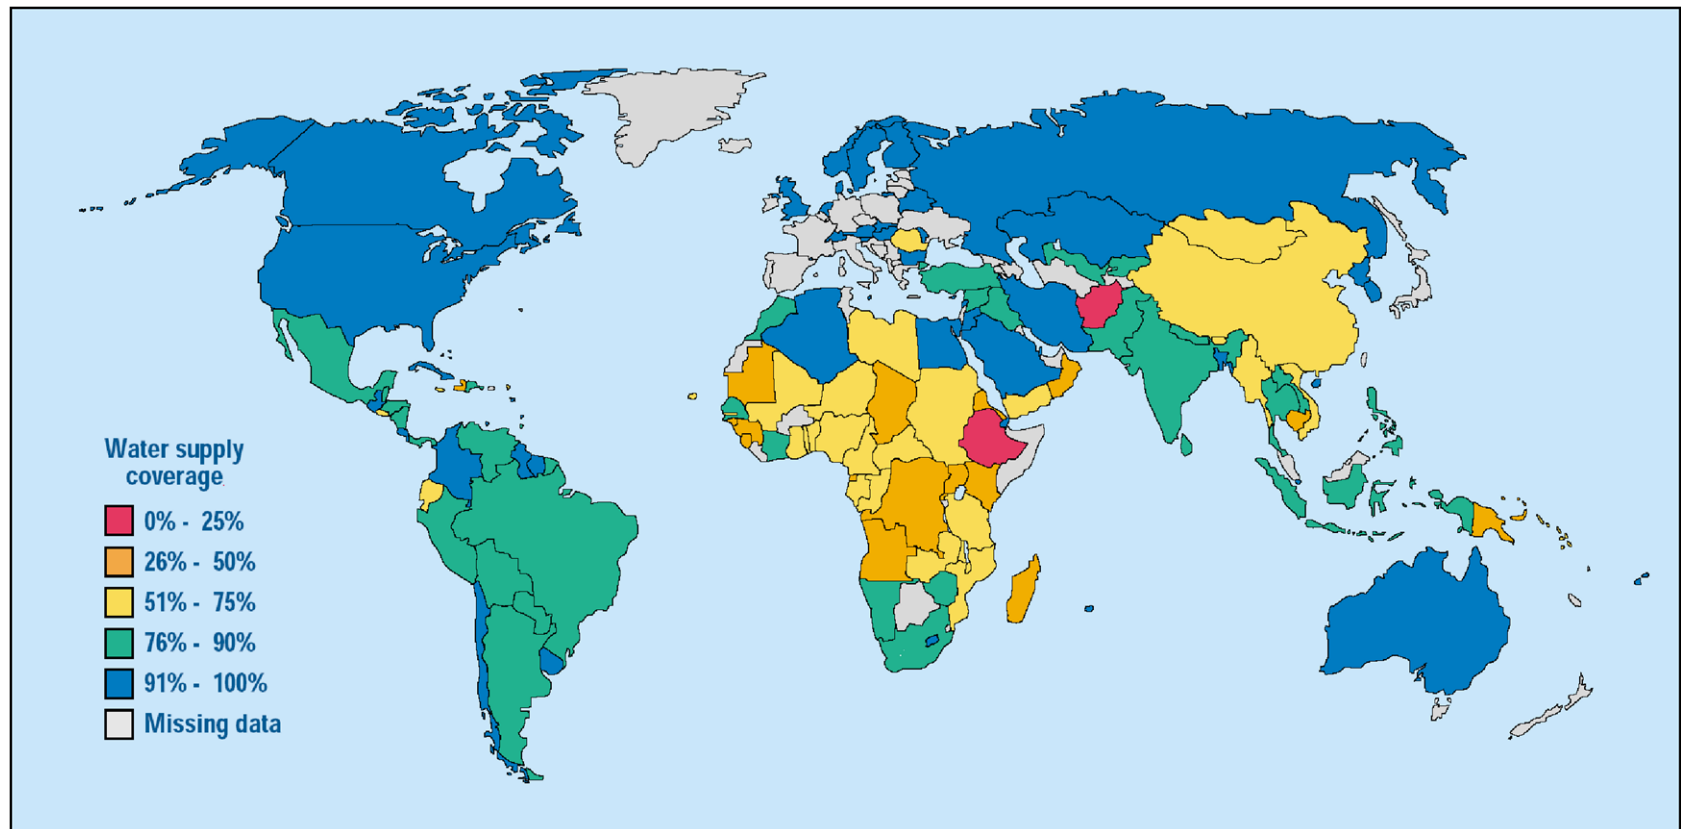 Water supply
coverage
0% - 25%
26% - 50%
51% - 75%
76% - 90%
91% - 100%
Missing data